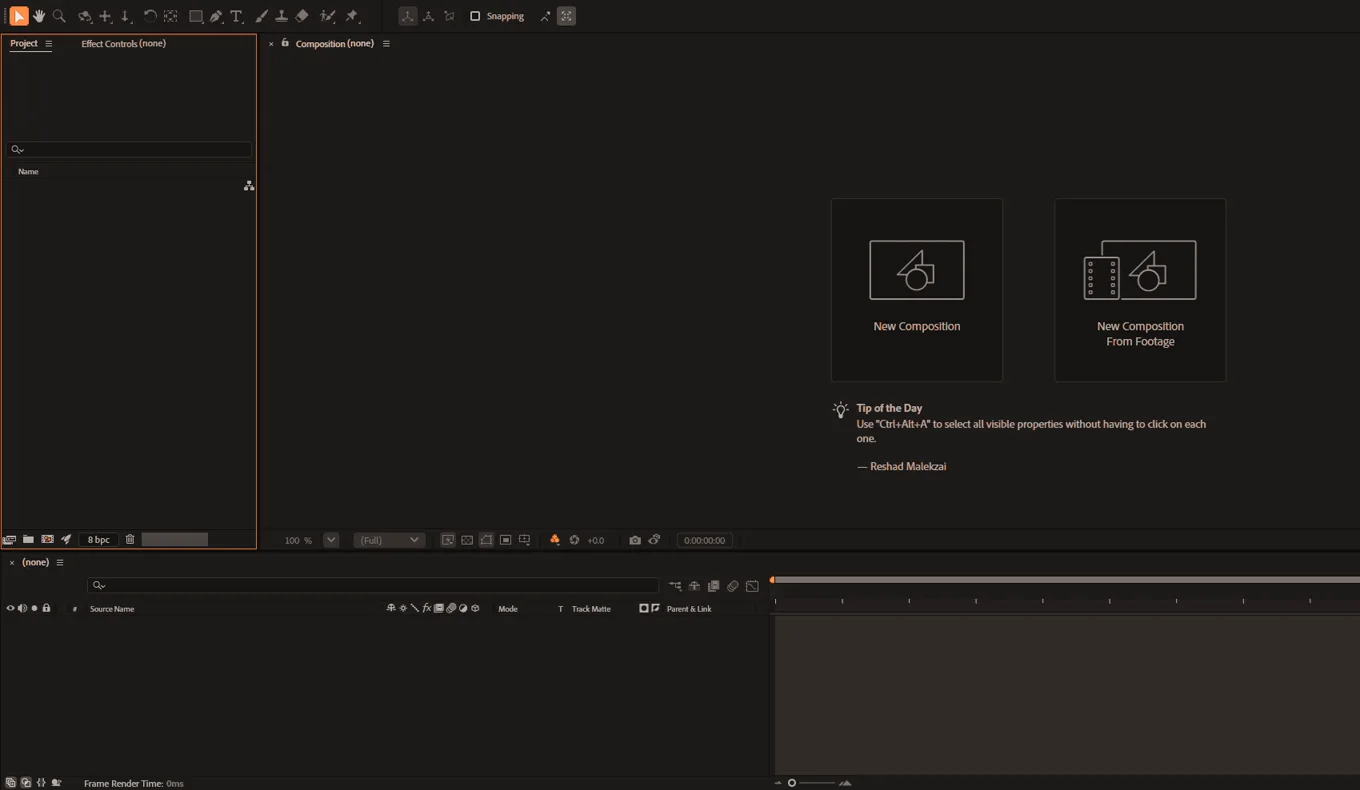 Snapping
Project
Effect Controls (none)
Composition (none)
Name
New Composition
New Composition
From Footage
Tip of the Day
Use "Ctrl+Alt+A" to select all visible properties without having to click on each
one.
— Reshad Malekzai
8 bpc
100 %
(Full)
+0.0
0:00:00:00
(none)
# Source Name
fx
Mode
T Track Matte
Parent & Link
Frame Render Time: 0ms